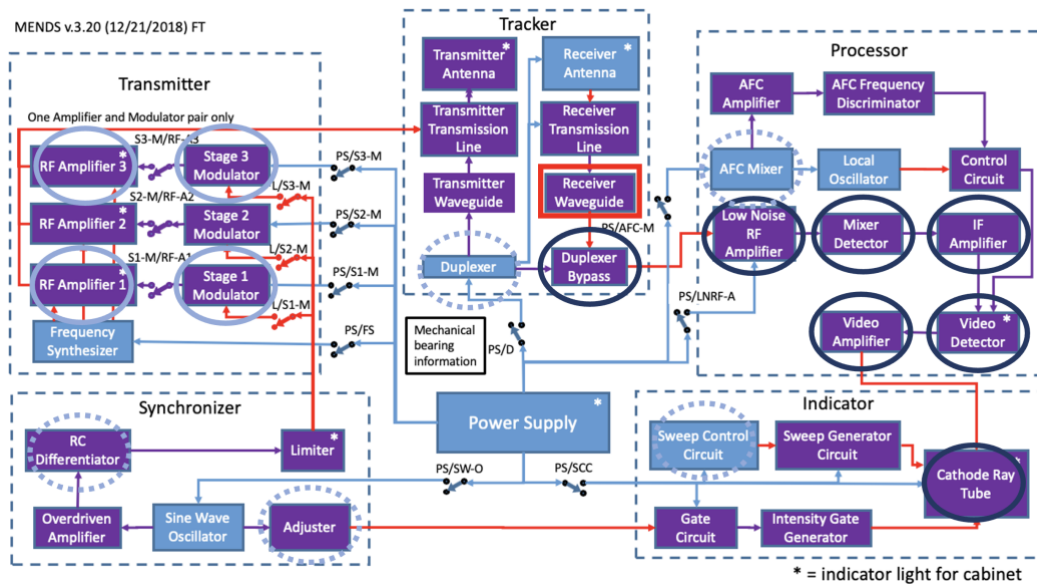 MENDS v.3.20 (12/21/2018) FT
Transmitter
One Amplifier and Modulator pair only
S3-M/RF-A3
RF Amplifier 3 *
Stage 3
Modulator
PS/S3-M
L/S3-M
S2-M/RF-A2
RF Amplifier 2 *
Stage 2
Modulator
PS/S2-M
L/S2-M
S1-M/RF-A1
RF Amplifier 1 *
Stage 1
Modulator
PS/S1-M
L/S1-M
Frequency
Synthesizer
PS/FS
Tracker
Transmitter
Antenna
*
Receiver
Antenna
*
Transmitter
Transmission
Line
Receiver
Transmission
Line
Transmitter
Waveguide
Receiver
Waveguide
PS/AFC-M
Duplexer
Duplexer
Bypass
Mechanical
bearing
information
PS/D
Processor
AFC
Amplifier
AFC Frequency
Discriminator
AFC Mixer
Local
Oscillator
Control
Circuit
Low Noise
RF
Amplifier
Mixer
Detector
IF
Amplifier
PS/LNRF-A
Video
Amplifier
Video
Detector
*
Synchronizer
RC
Differentiator
Limiter
*
Overdriven
Amplifier
Sine Wave
Oscillator
Adjuster
Power Supply
*
PS/SW-O
PS/SCC
Indicator
Sweep Control
Circuit
Sweep Generator
Circuit
Cathode Ray
Tube
*
Gate
Circuit
Intensity Gate
Generator
* = indicator light for cabinet